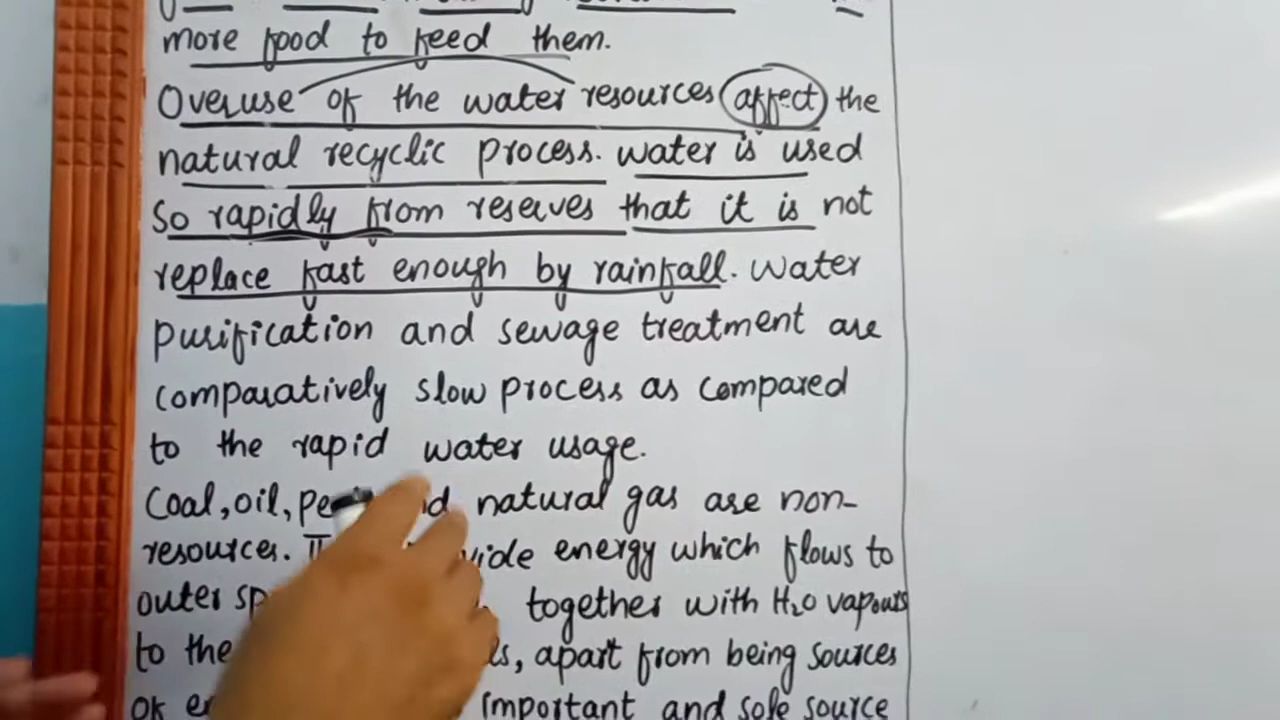 more food to feed them.
Overuse of the water resources affect the
natural recyclic process. water is used
So rapidly from reserves that it is not
replace fast enough by rainfall. Water
purification and sewage treatment are
comparatively slow process as compared
to the rapid water usage.
Coal, oil, natural gas are non-
resources. energy which flows to
outer together with H2O vapours
to the apart from being sources
important and sole source